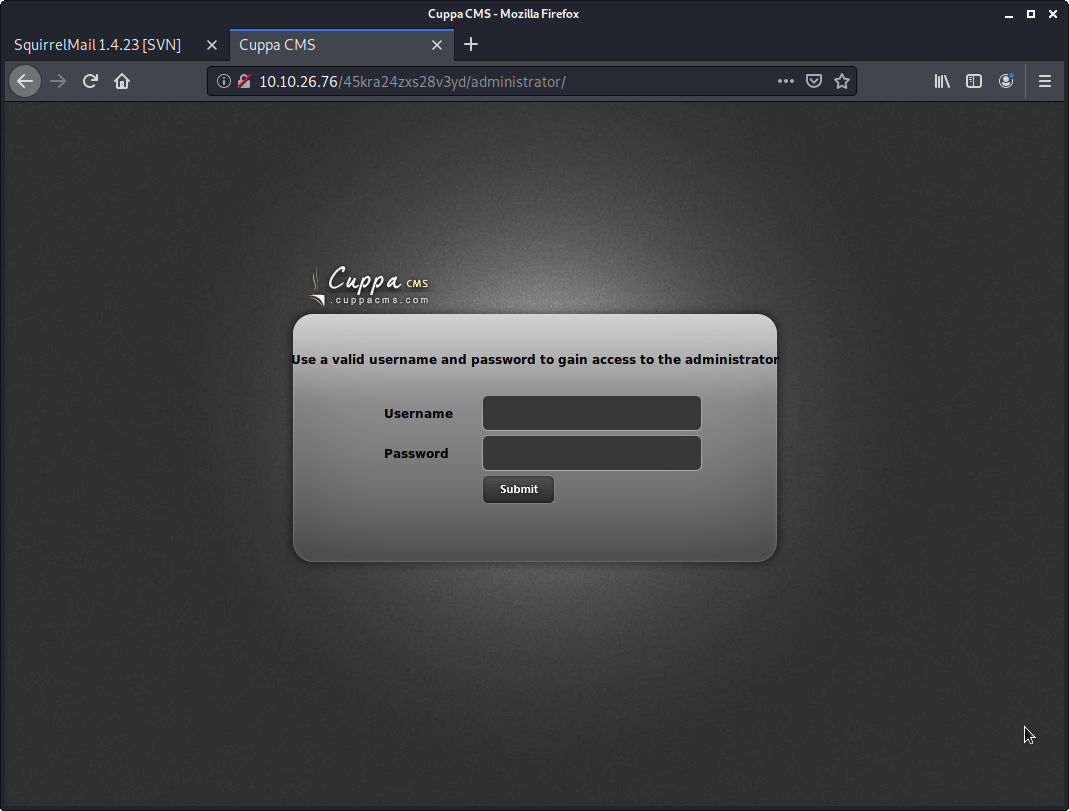 Cuppa CMS - Mozilla Firefox
SquirrelMail 1.4.23 [SVN]
Cuppa CMS
10.10.26.76/45kra24zxs28v3yd/administrator/
Cuppa CMS
.cuppacms.com
Use a valid username and password to gain access to the administrator
Username
Password
Submit